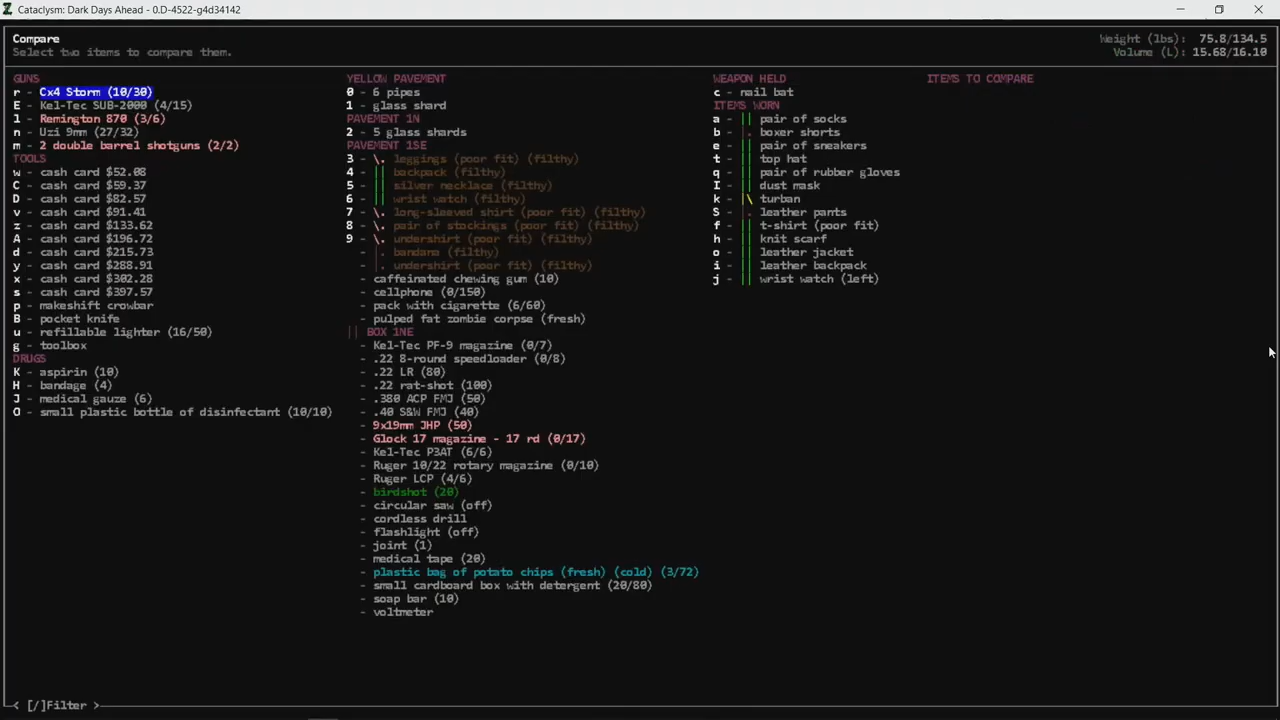 Cataclysm: Dark Days Ahead - 0.D-4522-g4d34142
Compare
Select two items to compare them.
Weight (lbs): 75.8/134.5
Volume (L): 15.68/16.10
GUNS
r - Cx4 Storm (10/30)
E - Kel-Tec SUB-2000 (4/15)
l - Remington 870 (3/6)
n - Uzi 9mm (27/32)
m - 2 double barrel shotguns (2/2)
TOOLS
w - cash card $52.08
C - cash card $59.37
D - cash card $82.57
v - cash card $91.41
z - cash card $133.62
A - cash card $196.72
d - cash card $215.73
y - cash card $288.91
x - cash card $302.28
s - cash card $397.57
p - makeshift crowbar
B - pocket knife
u - refillable lighter (16/50)
g - toolbox
DRUGS
K - aspirin (10)
H - bandage (4)
J - medical gauze (6)
O - small plastic bottle of disinfectant (10/10)
YELLOW PAVEMENT
0 - 6 pipes
1 - glass shard
PAVEMENT 1N
2 - 5 glass shards
PAVEMENT 1SE
3 - \. leggings (poor fit) (filthy)
4 - || backpack (filthy)
5 - || silver necklace (filthy)
6 - || wrist watch (filthy)
7 - \. long-sleeved shirt (poor fit) (filthy)
8 - \. pair of stockings (poor fit) (filthy)
9 - \. undershirt (poor fit) (filthy)
- |. bandana (filthy)
- |. undershirt (poor fit) (filthy)
- caffeinated chewing gum (10)
- cellphone (0/150)
- pack with cigarette (6/60)
- pulped fat zombie corpse (fresh)
|| BOX 1NE
- Kel-Tec PF-9 magazine (0/7)
- .22 8-round speedloader (0/8)
- .22 LR (80)
- .22 rat-shot (100)
- .380 ACP FMJ (50)
- .40 S&W FMJ (40)
- 9x19mm JHP (50)
- Glock 17 magazine - 17 rd (0/17)
- Kel-Tec P3AT (6/6)
- Ruger 10/22 rotary magazine (0/10)
- Ruger LCP (4/6)
- birdshot (20)
- circular saw (off)
- cordless drill
- flashlight (off)
- joint (1)
- medical tape (20)
- plastic bag of potato chips (fresh) (cold) (3/72)
- small cardboard box with detergent (20/80)
- soap bar (10)
- voltmeter
WEAPON HELD
c - nail bat
ITEMS WORN
a - || pair of socks
b - |. boxer shorts
e - || pair of sneakers
t - || top hat
q - || pair of rubber gloves
I - || dust mask
k - |\ turban
S - |. leather pants
f - || t-shirt (poor fit)
h - || knit scarf
o - || leather jacket
i - || leather backpack
j - || wrist watch (left)
ITEMS TO COMPARE
< [/]Filter >